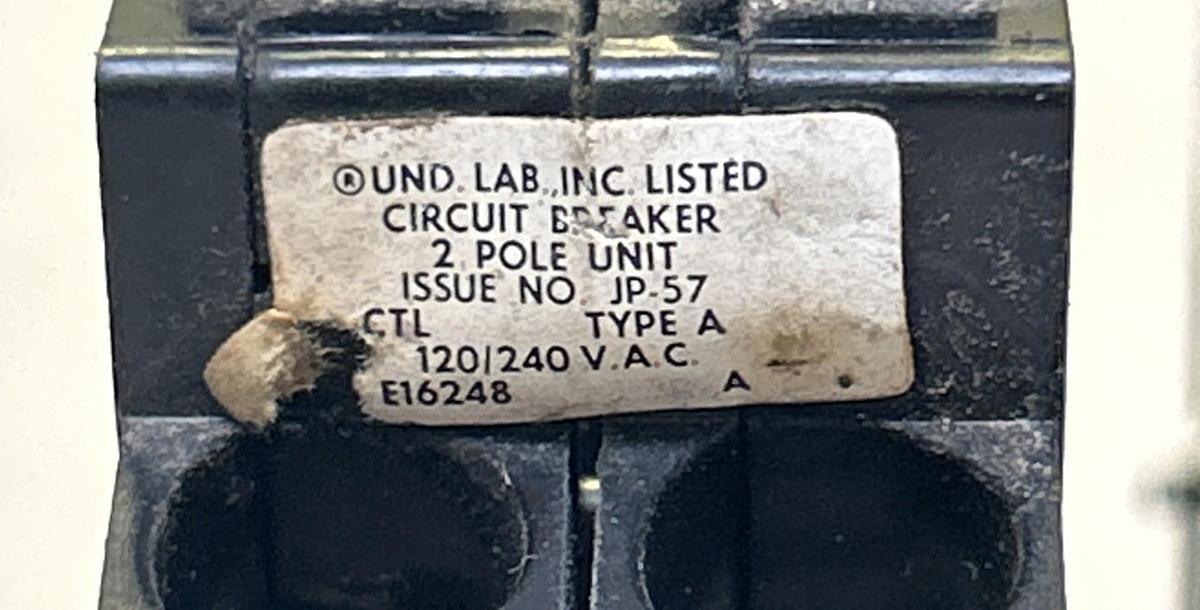 ®UND. LAB., INC. LISTED
CIRCUIT BREAKER
2 POLE UNIT
ISSUE NO. JP-57
CTL TYPE A
120/240 V.A.C.
E16248 A